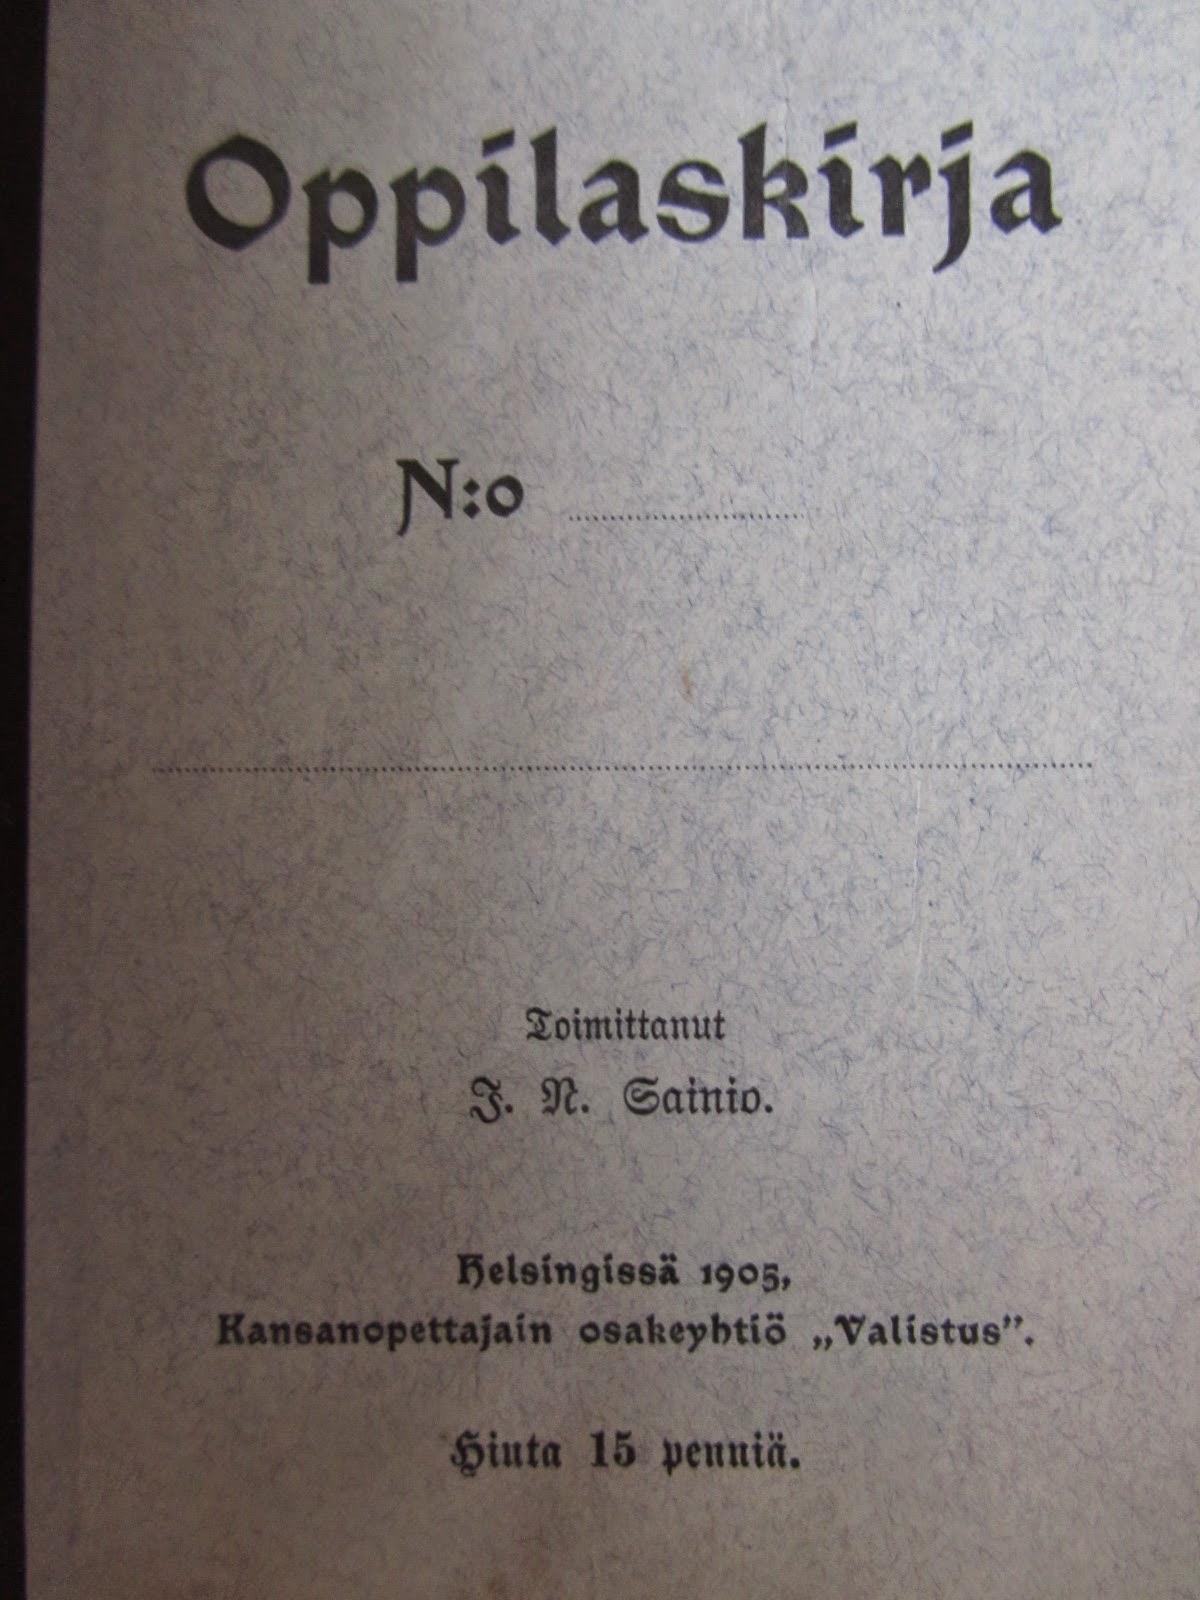 Oppilaskirja
N:o
Toimittanut
J. N. Sainio.
Helsingissä 1905,
Kansanopettajain osakeyhtiö „Valistus”.
Hinta 15 penniä.